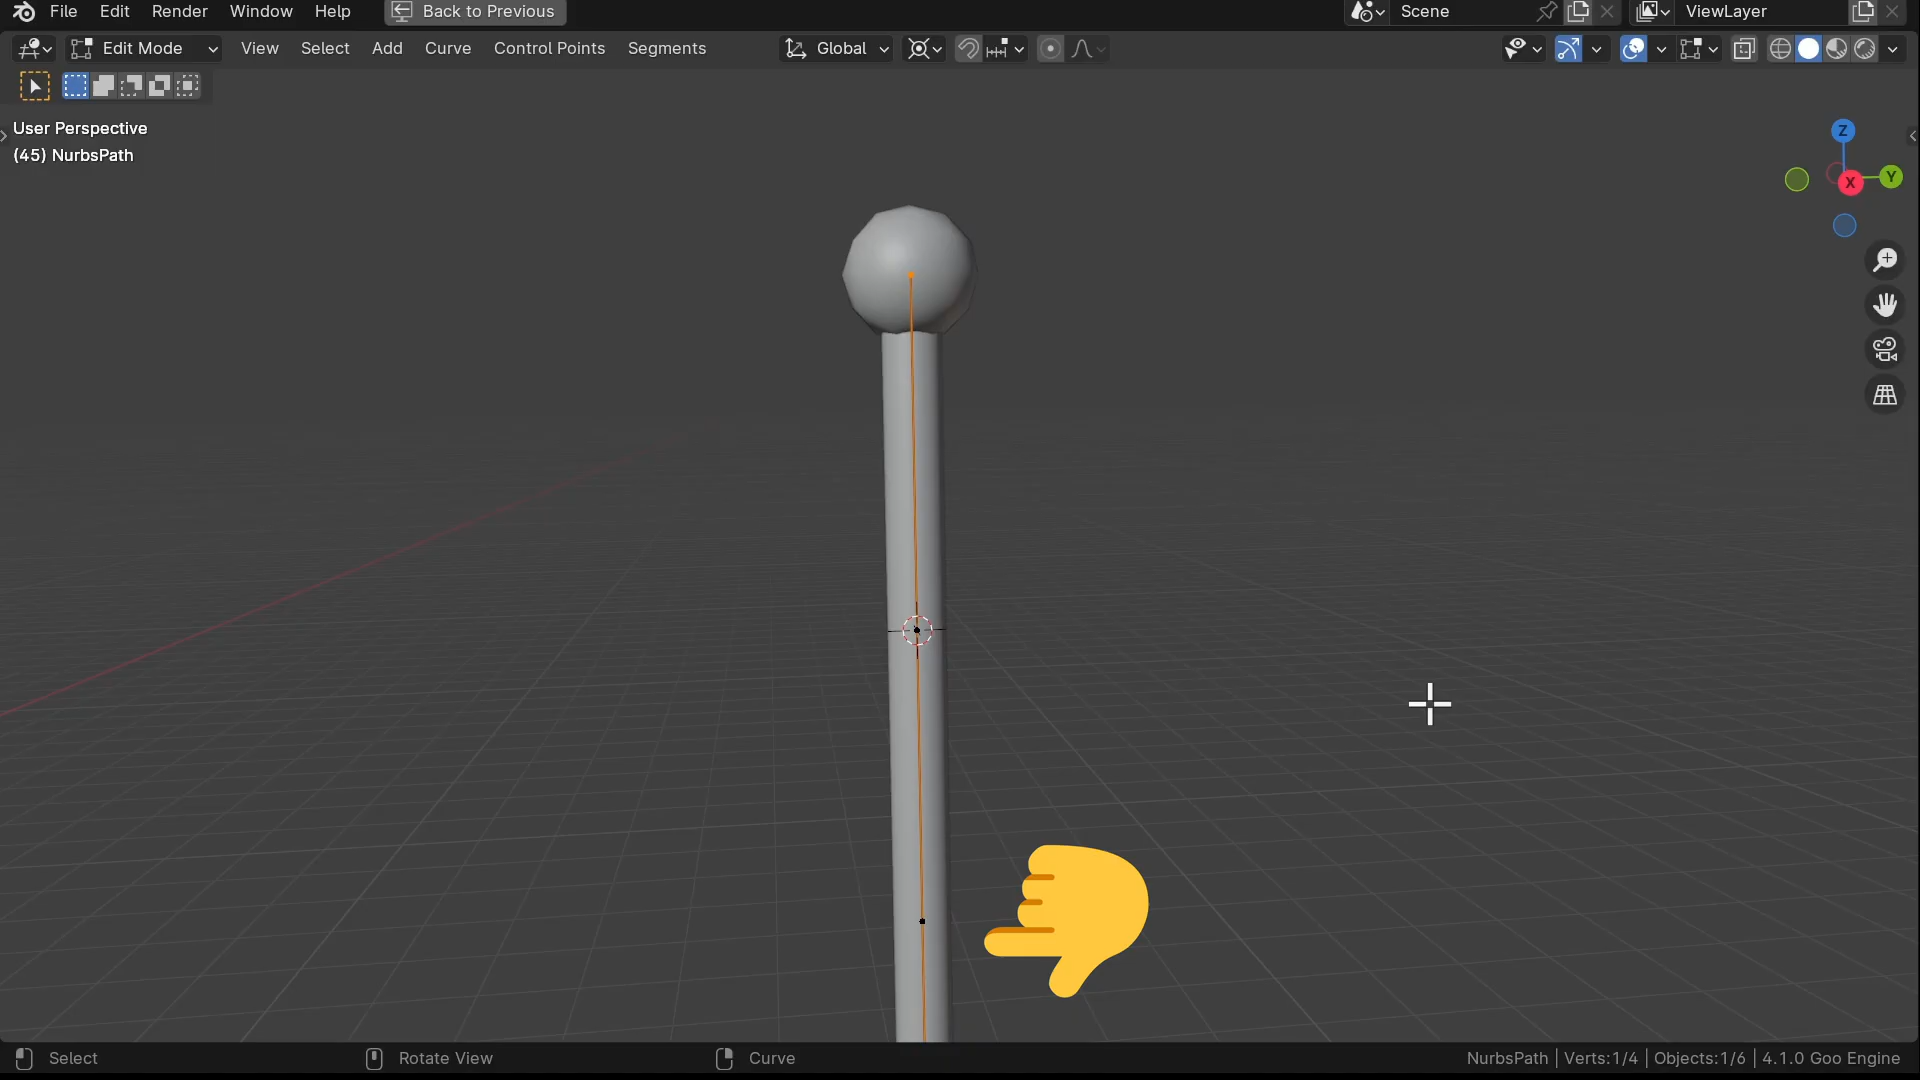 File Edit Render Window Help Back to Previous Scene ViewLayer
Edit Mode View Select Add Curve Control Points Segments Global
User Perspective
(45) NurbsPath
Z
X
Y
Select Rotate View Curve NurbsPath | Verts:1/4 | Objects:1/6 | 4.1.0 Goo Engine